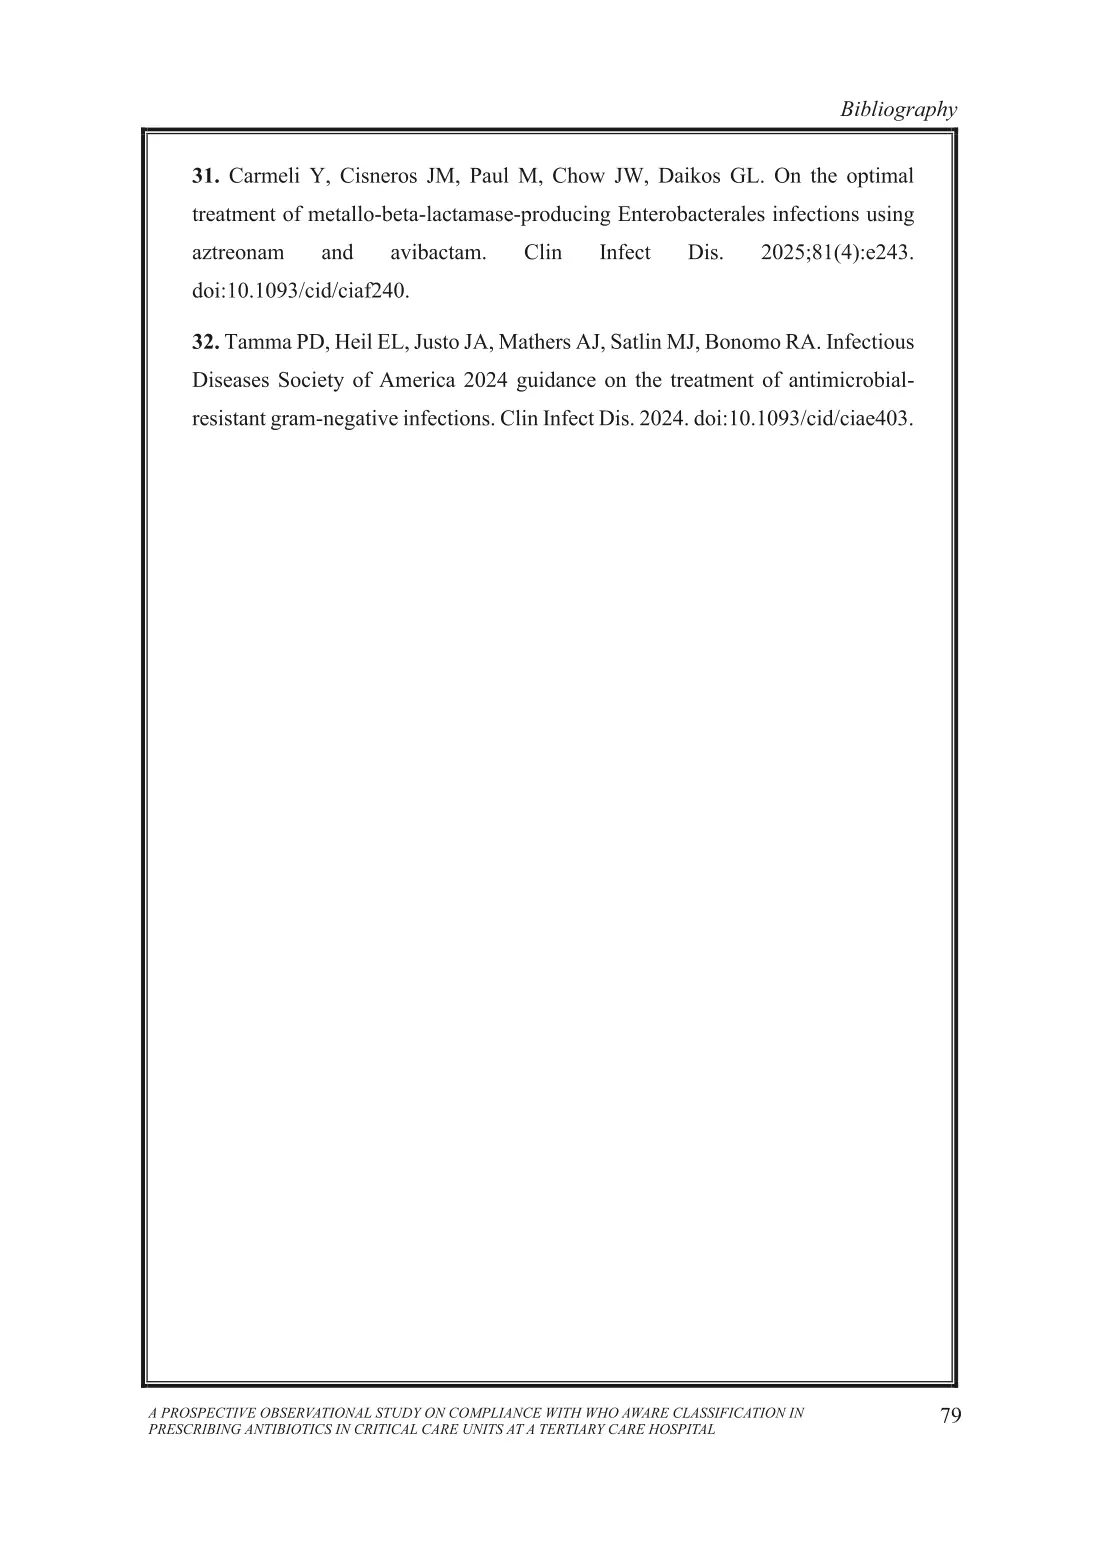 Bibliography
31. Carmeli Y, Cisneros JM, Paul M, Chow JW, Daikos GL. On the optimal
treatment of metallo-beta-lactamase-producing Enterobacterales infections using
aztreonam and avibactam. Clin Infect Dis. 2025;81(4):e243.
doi:10.1093/cid/ciaf240.
32. Tamma PD, Heil EL, Justo JA, Mathers AJ, Satlin MJ, Bonomo RA. Infectious
Diseases Society of America 2024 guidance on the treatment of antimicrobial-
resistant gram-negative infections. Clin Infect Dis. 2024. doi:10.1093/cid/ciae403.
A PROSPECTIVE OBSERVATIONAL STUDY ON COMPLIANCE WITH WHO AWARE CLASSIFICATION IN
PRESCRIBING ANTIBIOTICS IN CRITICAL CARE UNITS AT A TERTIARY CARE HOSPITAL
79